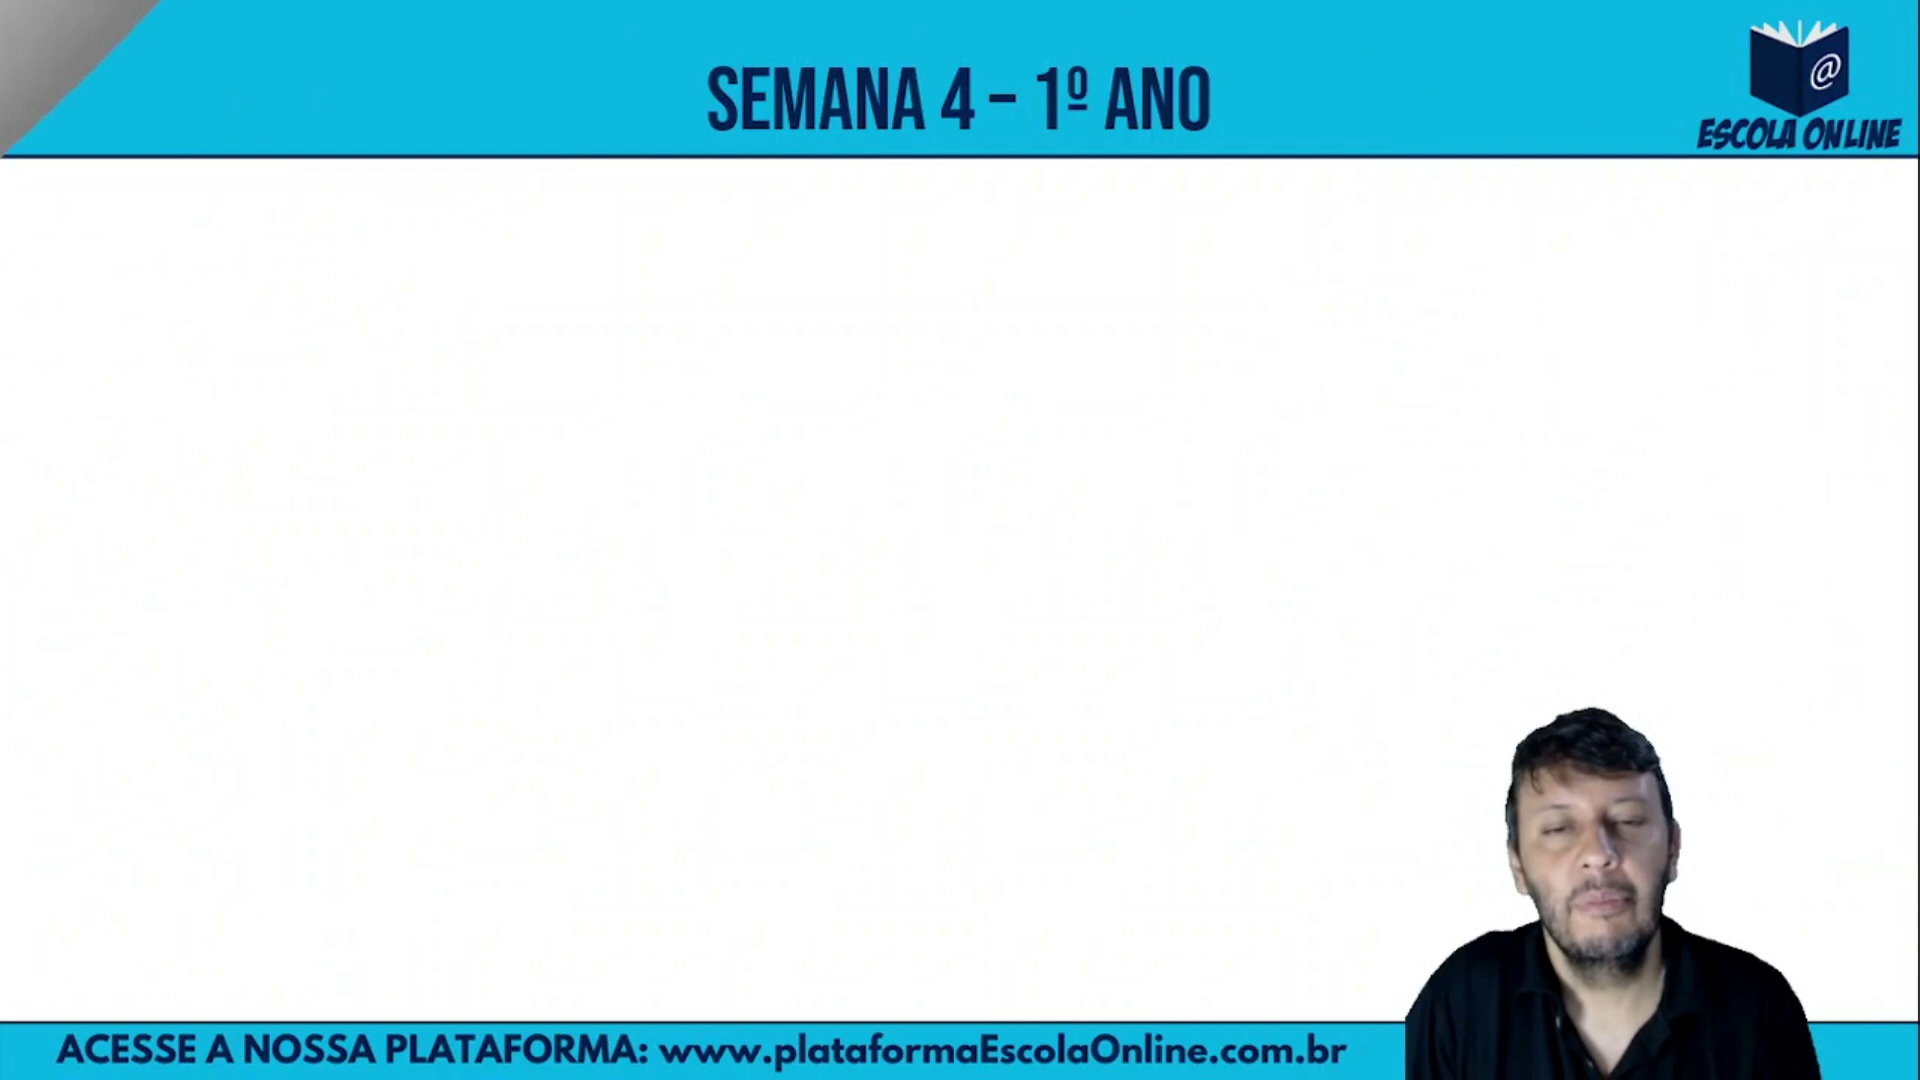 SEMANA 4 – 1º ANO
@
ESCOLA ONLINE
ACESSE A NOSSA PLATAFORMA: www.plataformaEscolaOnline.com.br